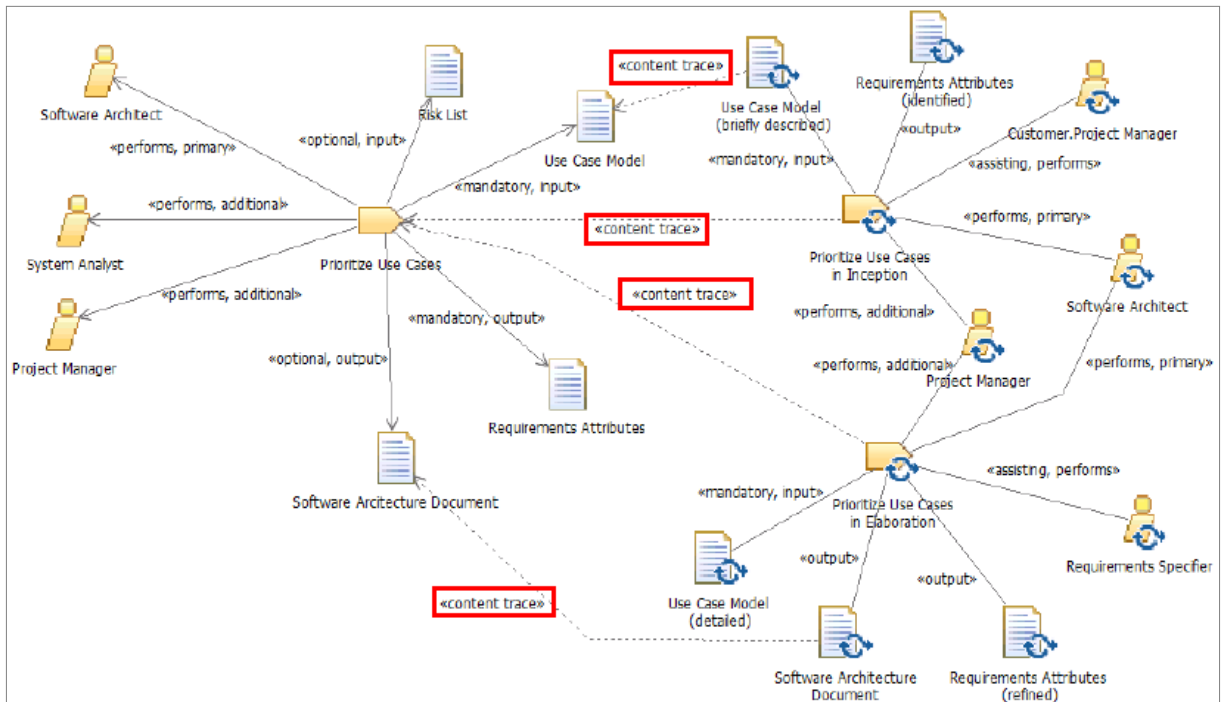 «content trace»
Software Architect
Risk List
Use Case Model
Use Case Model
(briefly described)
Requirements Attributes
(identified)
Customer.Project Manager
«performs, primary»
«optional, input»
«mandatory, input»
«output»
«mandatory, input»
«assisting, performs»
«performs, additional»
«performs, primary»
System Analyst
Prioritize Use Cases
«content trace»
Prioritize Use Cases
in Inception
Software Architect
«performs, additional»
«content trace»
«mandatory, output»
«performs, additional»
«optional, output»
Project Manager
«performs, additional»
Project Manager
«performs, primary»
Requirements Attributes
Software Arcitecture Document
«mandatory, input»
Prioritize Use Cases
in Elaboration
«assisting, performs»
Requirements Specifier
«output»
«output»
«content trace»
Use Case Model
(detailed)
Software Architecture
Document
Requirements Attributes
(refined)